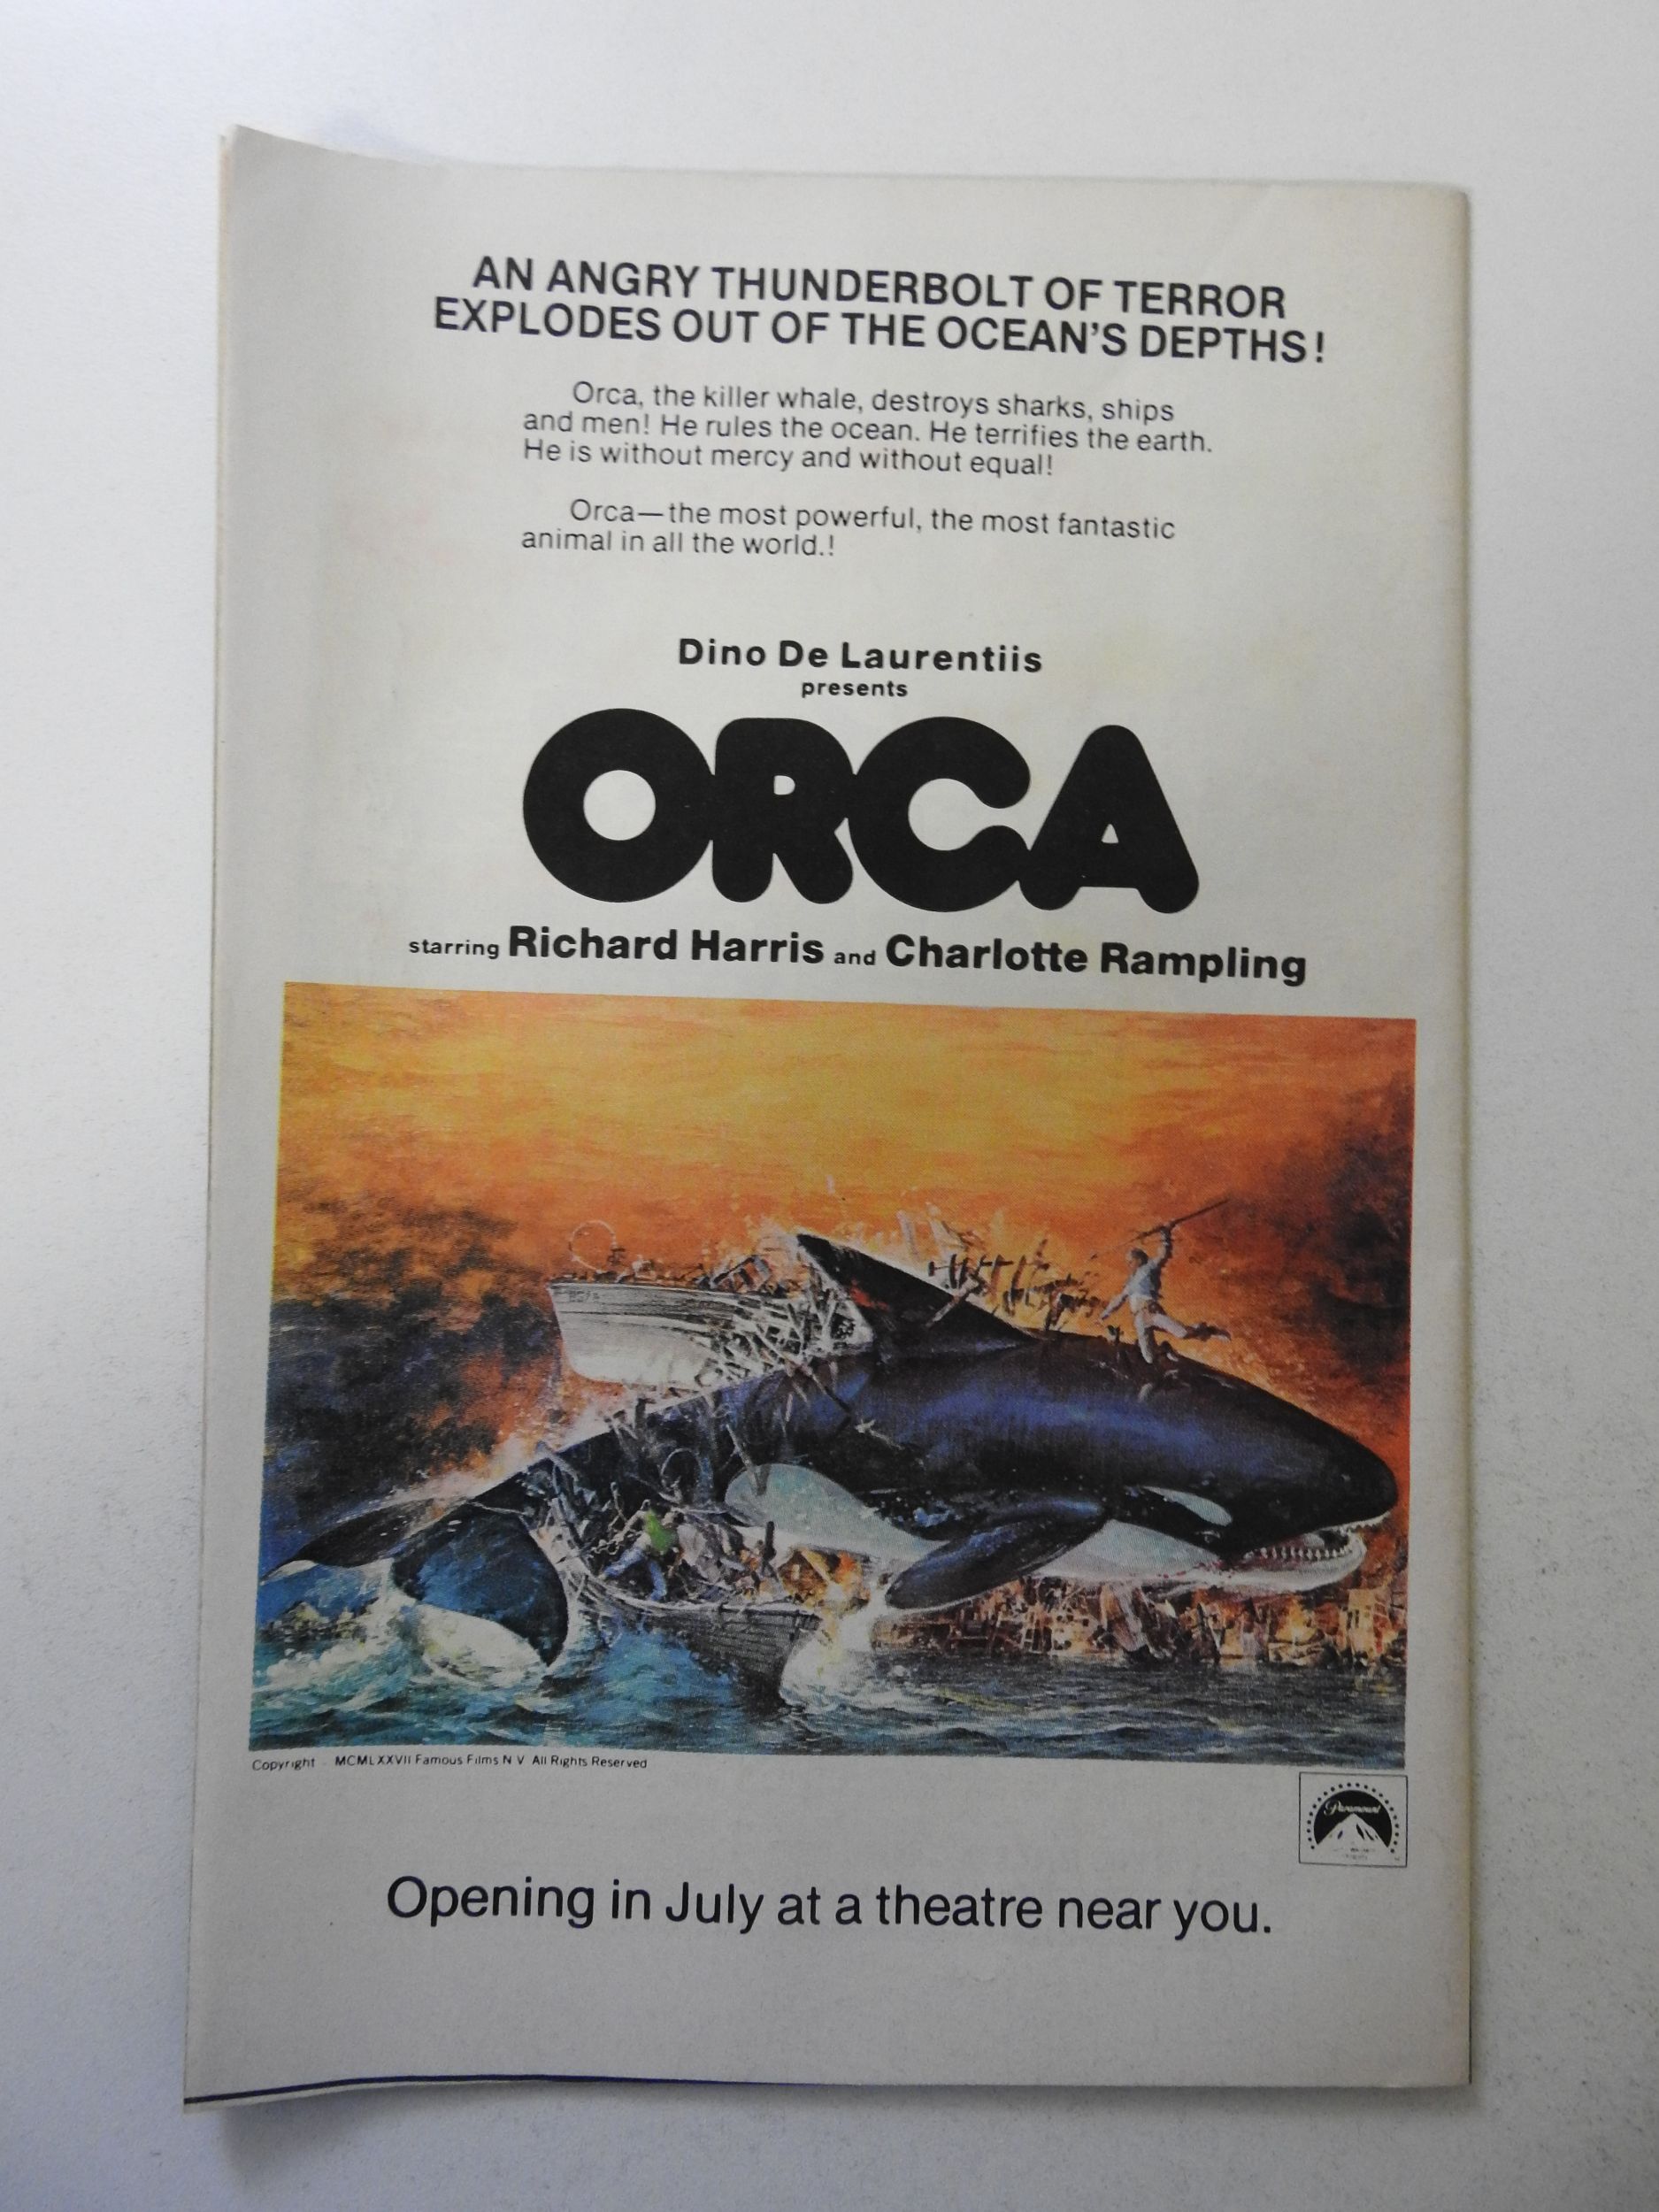 AN ANGRY THUNDERBOLT OF TERROR
EXPLODES OUT OF THE OCEAN'S DEPTHS!
Orca, the killer whale, destroys sharks, ships
and men! He rules the ocean. He terrifies the earth.
He is without mercy and without equal!
Orca—the most powerful, the most fantastic
animal in all the world.!
Dino De Laurentiis
presents
ORCA
starring Richard Harris and Charlotte Rampling
Copyright MCMLXXVII Famous Films N V All Rights Reserved
Paramount
Opening in July at a theatre near you.